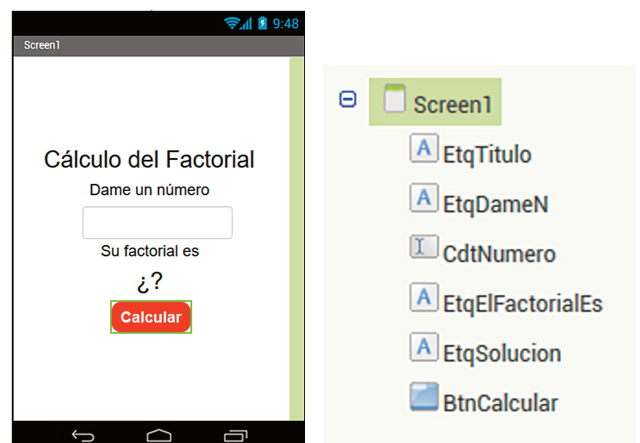 9:48
Screen1
Cálculo del Factorial
Dame un número
Su factorial es
¿?
Calcular
Screen1
EtqTitulo
EtqDameN
CdtNumero
EtqElFactorialEs
EtqSolucion
BtnCalcular